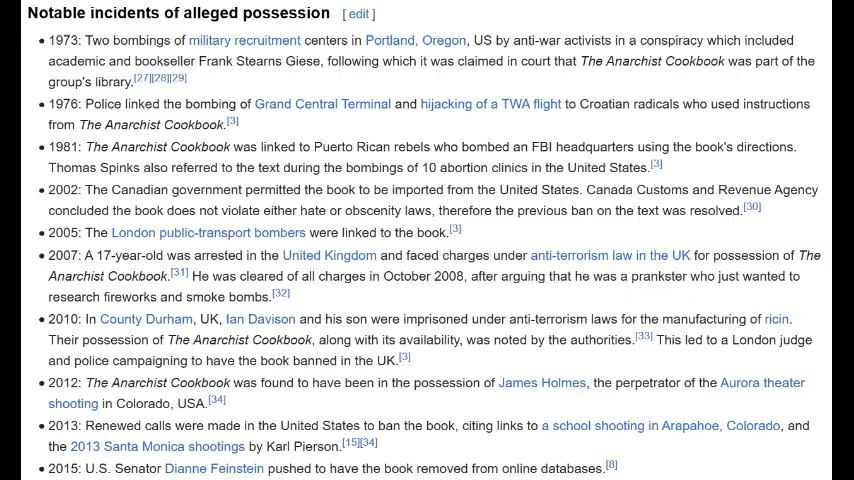 Notable incidents of alleged possession [ edit ]
• 1973: Two bombings of military recruitment centers in Portland, Oregon, US by anti-war activists in a conspiracy which included
academic and bookseller Frank Stearns Giese, following which it was claimed in court that The Anarchist Cookbook was part of the
group's library.[27][28][29]
• 1976: Police linked the bombing of Grand Central Terminal and hijacking of a TWA flight to Croatian radicals who used instructions
from The Anarchist Cookbook.[3]
• 1981: The Anarchist Cookbook was linked to Puerto Rican rebels who bombed an FBI headquarters using the book's directions.
Thomas Spinks also referred to the text during the bombings of 10 abortion clinics in the United States.[3]
• 2002: The Canadian government permitted the book to be imported from the United States. Canada Customs and Revenue Agency
concluded the book does not violate either hate or obscenity laws, therefore the previous ban on the text was resolved.[30]
• 2005: The London public-transport bombers were linked to the book.[3]
• 2007: A 17-year-old was arrested in the United Kingdom and faced charges under anti-terrorism law in the UK for possession of The
Anarchist Cookbook.[31] He was cleared of all charges in October 2008, after arguing that he was a prankster who just wanted to
research fireworks and smoke bombs.[32]
• 2010: In County Durham, UK, Ian Davison and his son were imprisoned under anti-terrorism laws for the manufacturing of ricin.
Their possession of The Anarchist Cookbook, along with its availability, was noted by the authorities.[33] This led to a London judge
and police campaigning to have the book banned in the UK.[3]
• 2012: The Anarchist Cookbook was found to have been in the possession of James Holmes, the perpetrator of the Aurora theater
shooting in Colorado, USA.[34]
• 2013: Renewed calls were made in the United States to ban the book, citing links to a school shooting in Arapahoe, Colorado, and
the 2013 Santa Monica shootings by Karl Pierson.[15][34]
• 2015: U.S. Senator Dianne Feinstein pushed to have the book removed from online databases.[8]